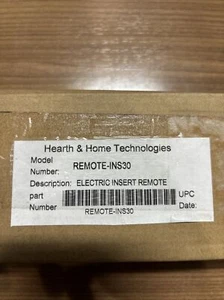 Hearth & Home Technologies
Model
Number: REMOTE-INS30
Description: ELECTRIC INSERT REMOTE
part UPC
Number Date:
REMOTE-INS30